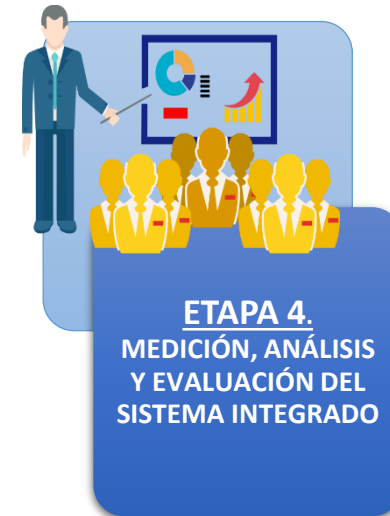 ETAPA 4.
MEDICIÓN, ANÁLISIS
Y EVALUACIÓN DEL
SISTEMA INTEGRADO